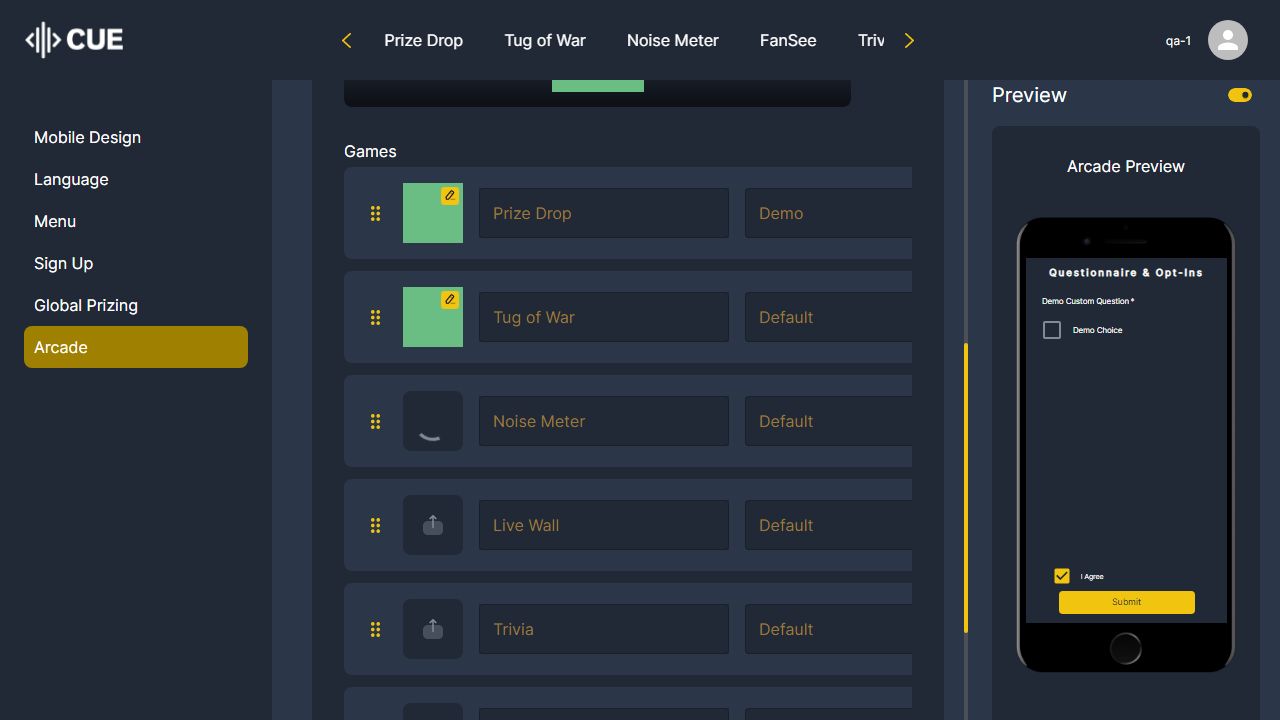 CUE
Prize Drop
Tug of War
Noise Meter
FanSee
Triv
qa-1
Mobile Design
Language
Menu
Sign Up
Global Prizing
Arcade
Games
Prize Drop
Demo
Tug of War
Default
Noise Meter
Default
Live Wall
Default
Trivia
Default
Preview
Arcade Preview
Questionnaire & Opt-Ins
Demo Custom Question *
Demo Choice
I Agree
Submit